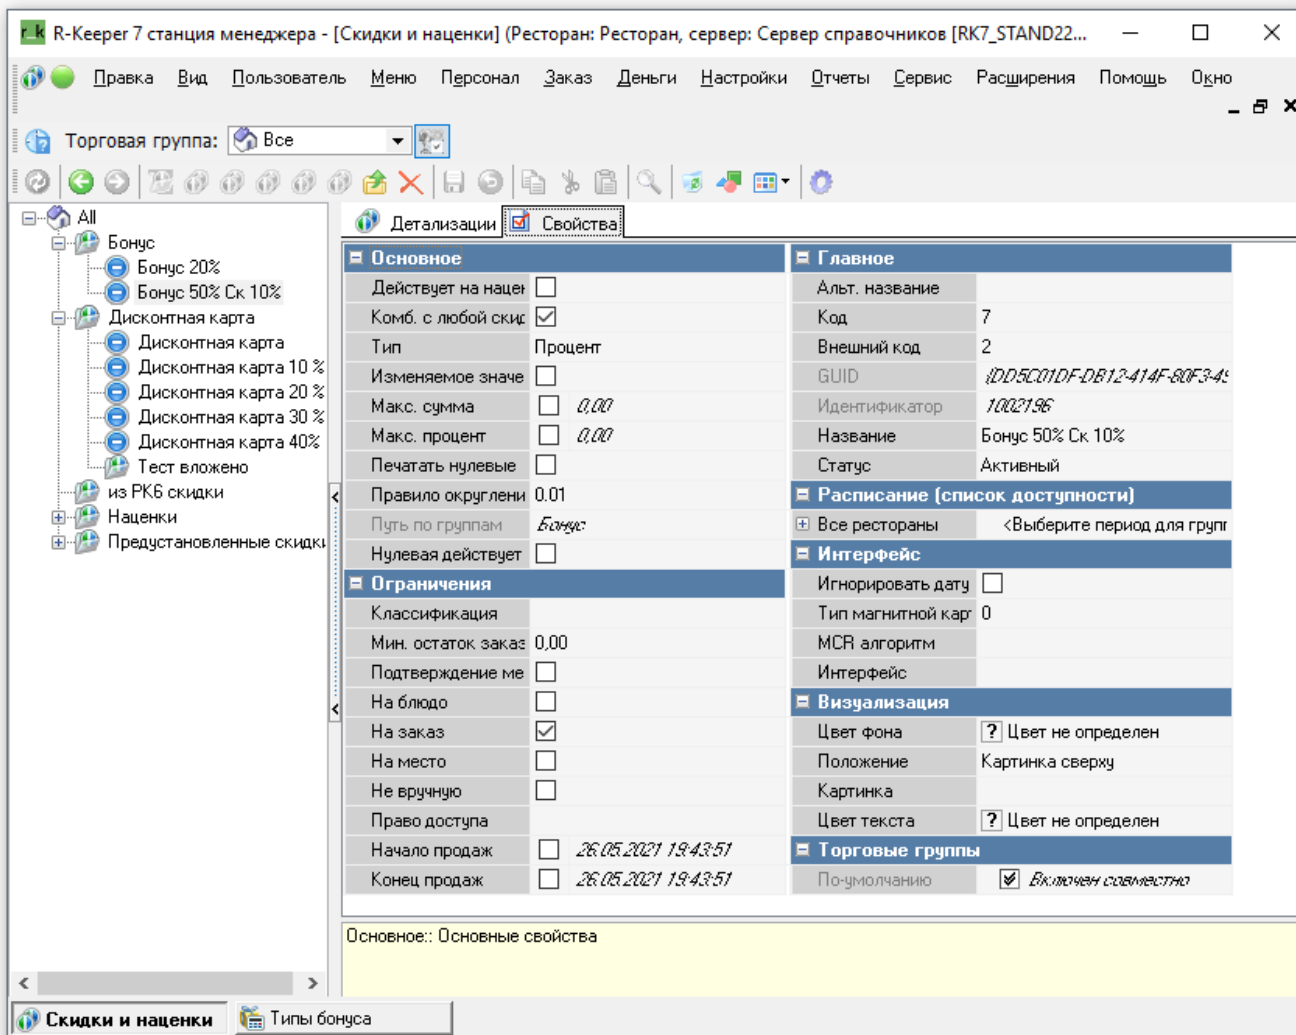 r_k R-Keeper 7 станция менеджера - [Скидки и наценки] (Ресторан: Ресторан, сервер: Сервер справочников [RK7_STAND22...
Правка Вид Пользователь Меню Персонал Заказ Деньги Настройки Отчеты Сервис Расширения Помощь Окно
Торговая группа: Все
All
Бонус
Бонус 20%
Бонус 50% Ск 10%
Дисконтная карта
Дисконтная карта
Дисконтная карта 10 %
Дисконтная карта 20 %
Дисконтная карта 30 %
Дисконтная карта 40%
Тест вложено
из РК6 скидки
Наценки
Предустановленные скидки
Детализации Свойства
Основное
Действует на нацен
Комб. с любой скид
Тип Процент
Изменяемое значе
Макс. сумма 0,00
Макс. процент 0,00
Печатать нулевые
Правило округлени 0.01
Путь по группам Бонус
Нулевая действует
Ограничения
Классификация
Мин. остаток заказ 0,00
Подтверждение ме
На блюдо
На заказ
На место
Не вручную
Право доступа
Начало продаж 26.05.2021 19:43:51
Конец продаж 26.05.2021 19:43:51
Главное
Альт. название
Код 7
Внешний код 2
GUID {DD5C01DF-DB12-414F-80F3-45
Идентификатор 1002196
Название Бонус 50% Ск 10%
Статус Активный
Расписание (список доступности)
Все рестораны <Выберите период для групп
Интерфейс
Игнорировать дату
Тип магнитной карт 0
MCR алгоритм
Интерфейс
Визуализация
Цвет фона ? Цвет не определен
Положение Картинка сверху
Картинка
Цвет текста ? Цвет не определен
Торговые группы
По-умолчанию Включен совместно
Основное:: Основные свойства
Скидки и наценки Типы бонуса